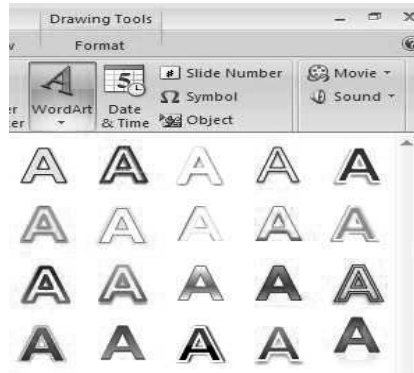 Drawing Tools
Format
WordArt
Date & Time
# Slide Number
Ω Symbol
Object
Movie
Sound
A A A A A
A A A A A
A A A A A
A A A A A